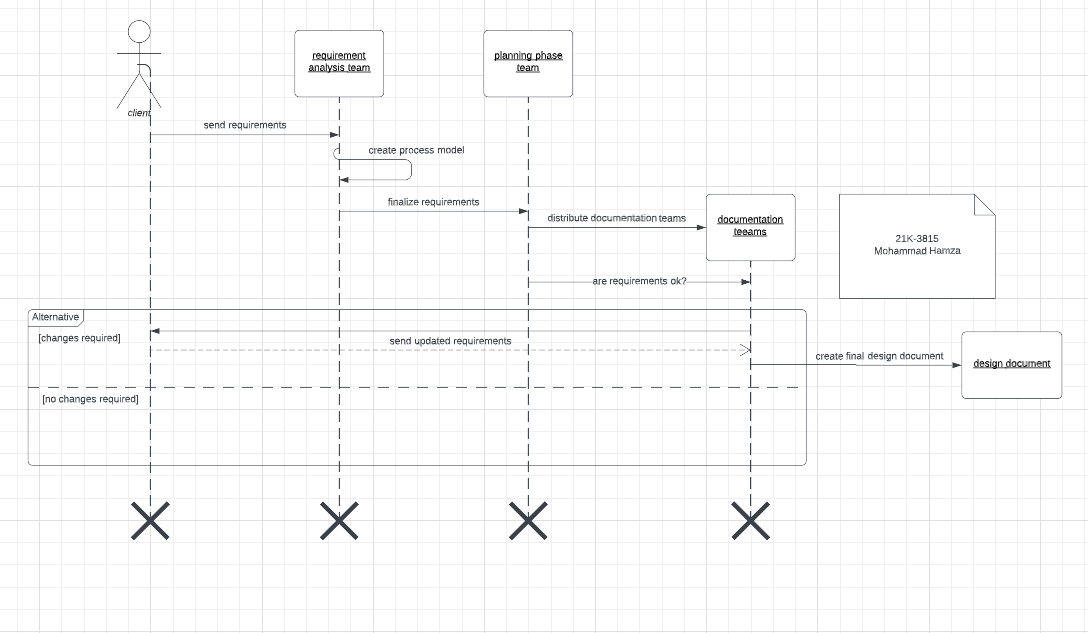 requirement
analysis team
planning phase
team
client
send requirements
create process model
finalize requirements
distribute documentation teams
documentation
teeams
21K-3815
Mohammad Hamza
are requirements ok?
Alternative
[changes required]
send updated requirements
create final design document
design document
[no changes required]